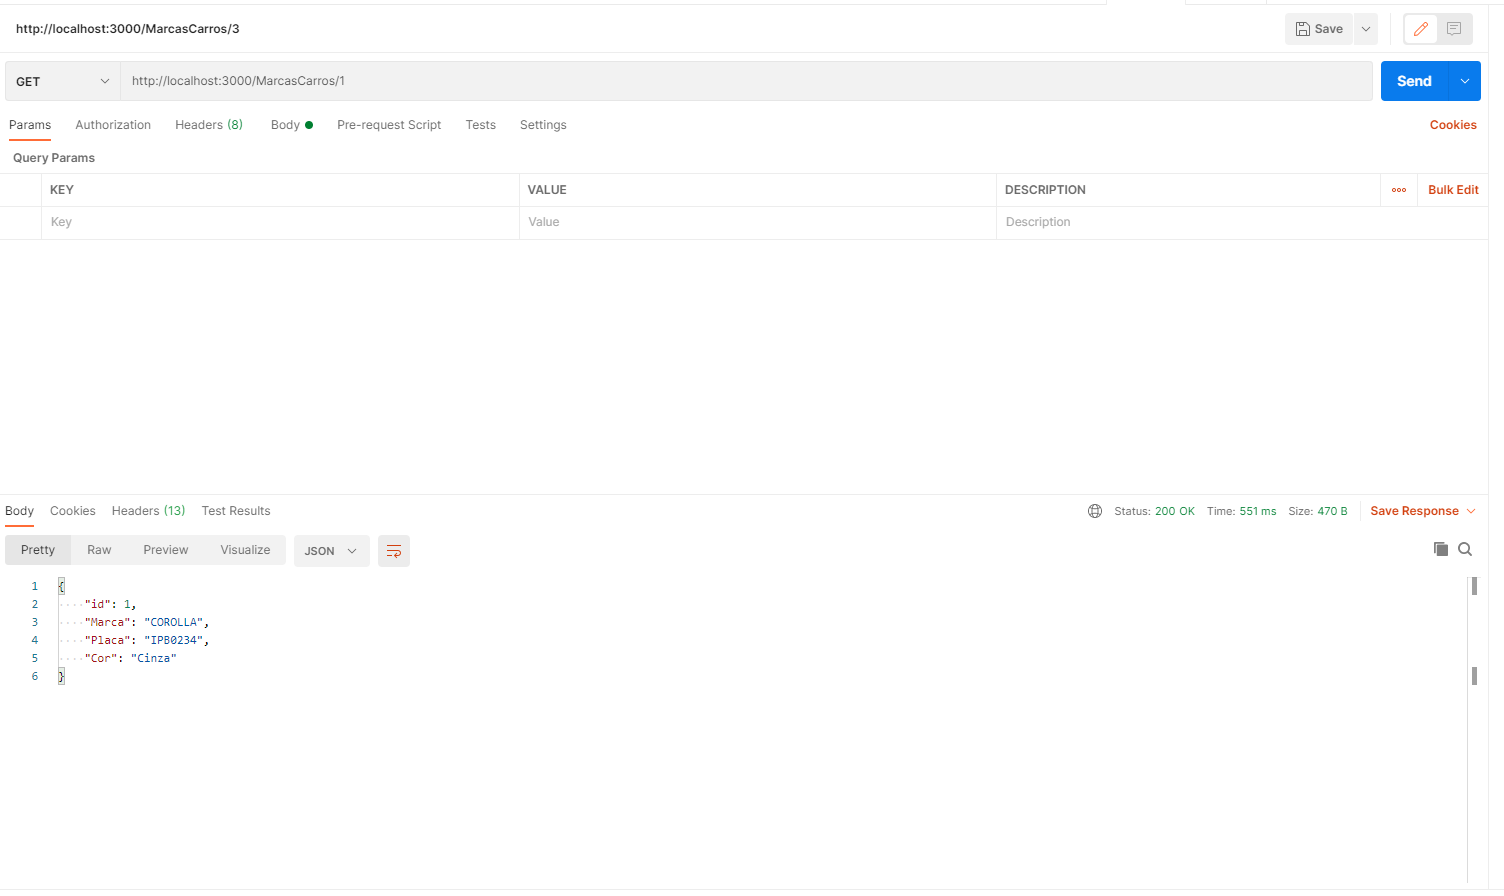 http://localhost:3000/MarcasCarros/3 Save
GET http://localhost:3000/MarcasCarros/1 Send
Params Authorization Headers (8) Body Pre-request Script Tests Settings Cookies
Query Params
KEY VALUE DESCRIPTION ooo Bulk Edit
Key Value Description
Body Cookies Headers (13) Test Results Status: 200 OK Time: 551 ms Size: 470 B Save Response
Pretty Raw Preview Visualize JSON
1 {
2 "id": 1,
3 "Marca": "COROLLA",
4 "Placa": "IPB0234",
5 "Cor": "Cinza"
6 }